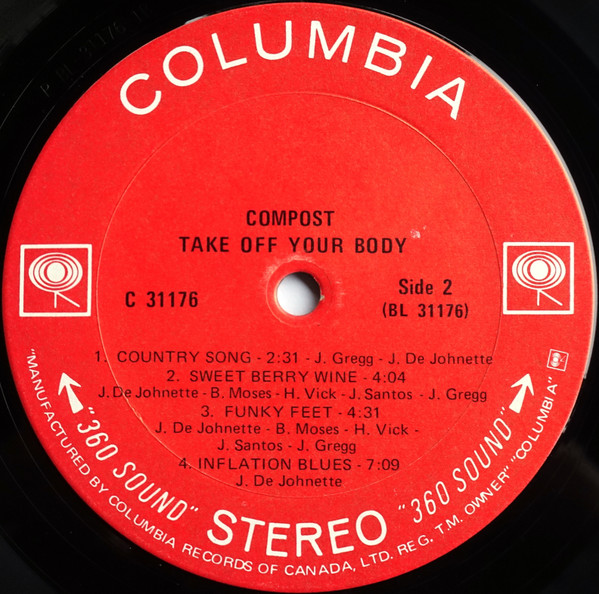 COLUMBIA
COMPOST
TAKE OFF YOUR BODY
C 31176
Side 2
(BL 31176)
1. COUNTRY SONG - 2:31 - J. Gregg - J. De Johnette
2. SWEET BERRY WINE - 4:04
J. De Johnette - B. Moses - H. Vick - J. Santos - J. Gregg
3. FUNKY FEET - 4:31
J. De Johnette - B. Moses - H. Vick -
J. Santos - J. Gregg
4. INFLATION BLUES - 7:09
J. De Johnette
"360 SOUND" STEREO "360 SOUND"
"MANUFACTURED BY COLUMBIA RECORDS OF CANADA, LTD. REG. T.M. OWNER" "COLUMBIA"